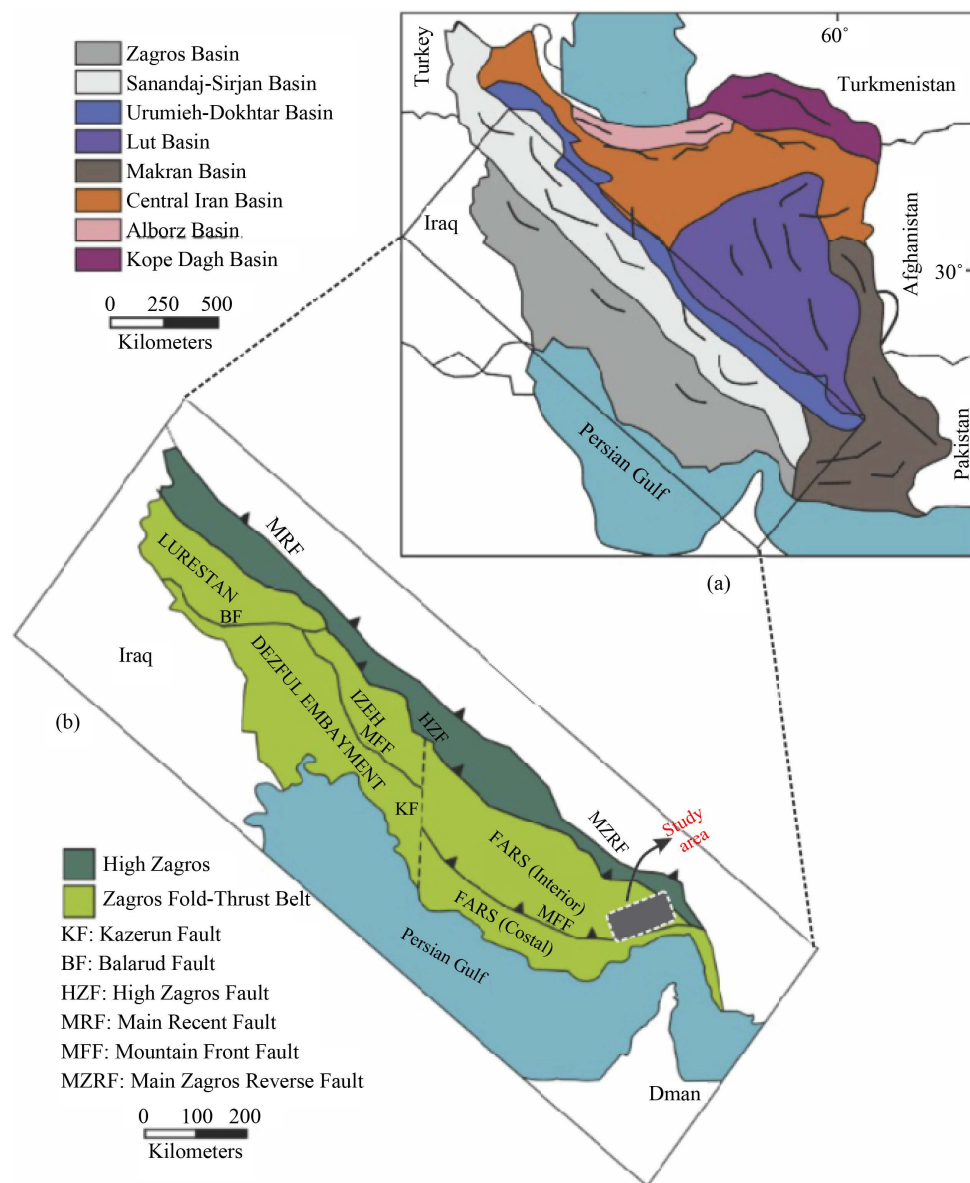 Zagros Basin
Sanandaj-Sirjan Basin
Urumieh-Dokhtar Basin
Lut Basin
Makran Basin
Central Iran Basin
Alborz Basin
Kope Dagh Basin
0 250 500
Kilometers
60°
Turkey
Turkmenistan
Iraq
Afghanistan
30°
Persian Gulf
Pakistan
(a)
MRF
LURESTAN
BF
Iraq
DEZFUL EMBAYMENT
IZEH
MFF
HZF
(b)
KF
MZRF
Study
area
FARS (Interior)
FARS (Costal)
MFF
Persian Gulf
Dman
High Zagros
Zagros Fold-Thrust Belt
KF: Kazerun Fault
BF: Balarud Fault
HZF: High Zagros Fault
MRF: Main Recent Fault
MFF: Mountain Front Fault
MZRF: Main Zagros Reverse Fault
0 100 200
Kilometers